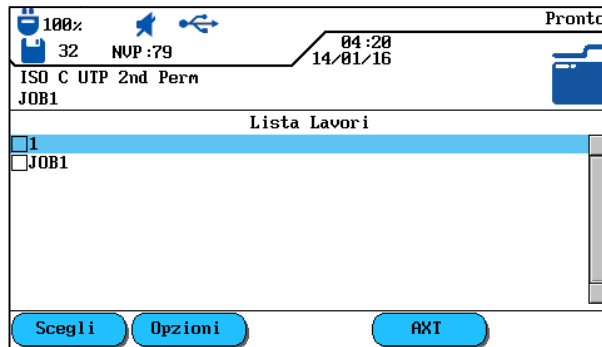 100% Pronto
32 NVP:79 04:20
14/01/16
ISO C UTP 2nd Perm
JOB1
Lista Lavori
1
JOB1
Scegli Opzioni AXT